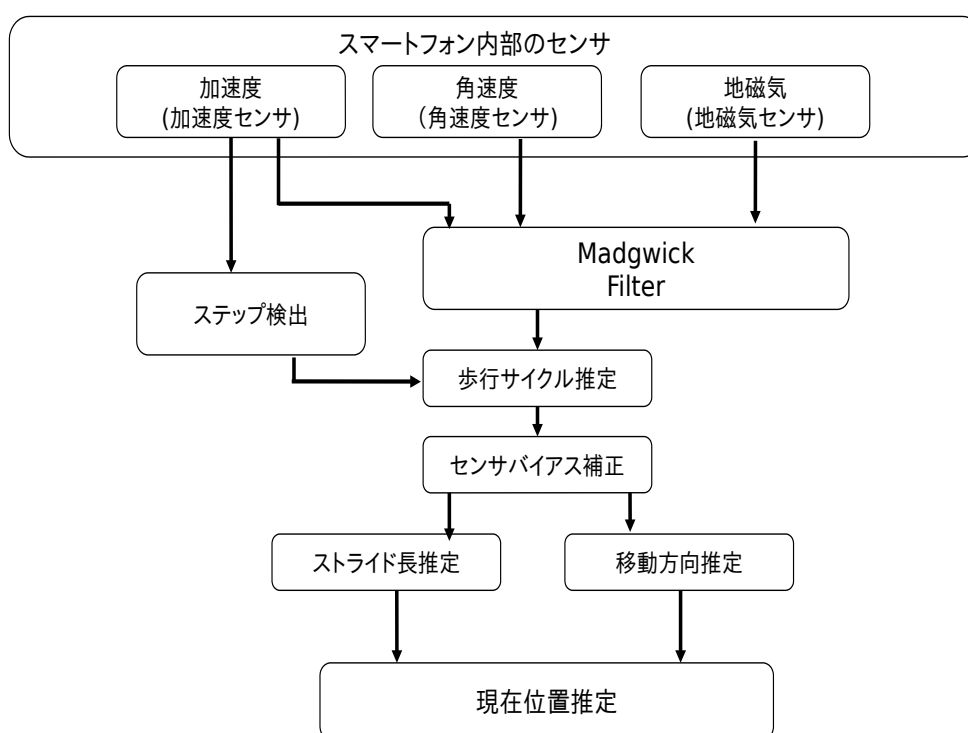 スマートフォン内部のセンサ
加速度
(加速度センサ)
角速度
（角速度センサ)
地磁気
(地磁気センサ)
Madgwick
Filter
ステップ検出
歩行サイクル推定
センサバイアス補正
ストライド長推定
移動方向推定
現在位置推定